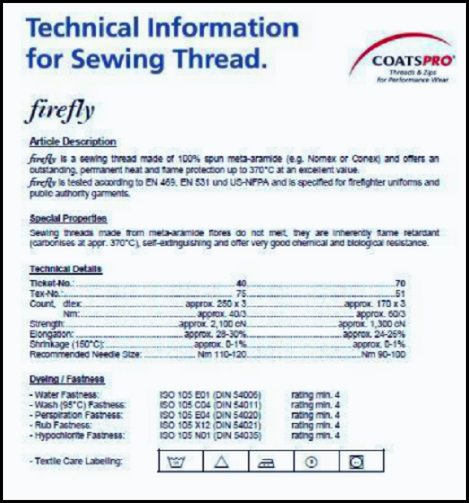 Technical Information
for Sewing Thread.
COATSPRO
Threads & Zips
for Performance Wear
firefly
Article Description
firefly is a sewing thread made of 100% spun meta-aramide (e.g. Nomex or Conex) and offers an
outstanding, permanent heat and flame protection up to 370°C at an excellent value.
firefly is tested according to EN 469, EN 531 und US-NFPA and is specified for firefighter uniforms and
public authority garments.
Special Properties
Sewing threads made from meta-aramide fibres do not melt, they are inherently flame retardant
(carbonises at appr. 370°C), self-extinguishing and offer very good chemical and biological resistance.
Technical Details
Ticket-No.: 40 70
Tex-No.: 75 51
Count, dtex: approx. 250 x 3 approx. 170 x 3
Nm: approx. 40/3 approx. 60/3
Strength: approx. 2,100 cN approx. 1,300 cN
Elongation: approx. 28-30% approx. 24-26%
Shrinkage (150°C): approx. 0-1% approx. 0-1%
Recommended Needle Size: Nm 110-120 Nm 90-100
Dyeing / Fastness
- Water Fastness: ISO 105 E01 (DIN 54006) rating min. 4
- Wash (95°C) Fastness: ISO 105 C04 (DIN 54011) rating min. 4
- Perspiration Fastness: ISO 105 E04 (DIN 54020) rating min. 4
- Rub Fastness: ISO 105 X12 (DIN 54021) rating min. 4
- Hypochlorite Fastness: ISO 105 N01 (DIN 54035) rating min. 4
- Textile Care Labeling: